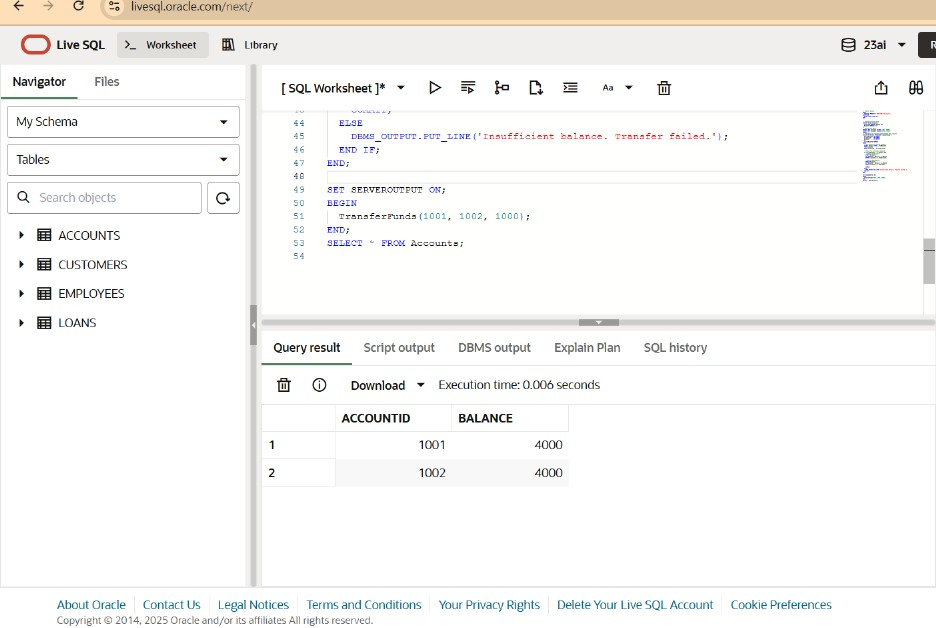 livesql.oracle.com/next/
Live SQL
Worksheet
Library
23ai
Navigator
Files
[ SQL Worksheet ]*
Aa
My Schema
Tables
Search objects
ACCOUNTS
CUSTOMERS
EMPLOYEES
LOANS
44 ELSE
45 DBMS_OUTPUT.PUT_LINE('Insufficient balance. Transfer failed.');
46 END IF;
47 END;
48
49 SET SERVEROUTPUT ON;
50 BEGIN
51 TransferFunds(1001, 1002, 1000);
52 END;
53 SELECT * FROM Accounts;
54
Query result
Script output
DBMS output
Explain Plan
SQL history
Download
Execution time: 0.006 seconds
ACCOUNTID BALANCE
1 1001 4000
2 1002 4000
About Oracle
Contact Us
Legal Notices
Terms and Conditions
Your Privacy Rights
Delete Your Live SQL Account
Cookie Preferences
Copyright © 2014, 2025 Oracle and/or its affiliates All rights reserved.